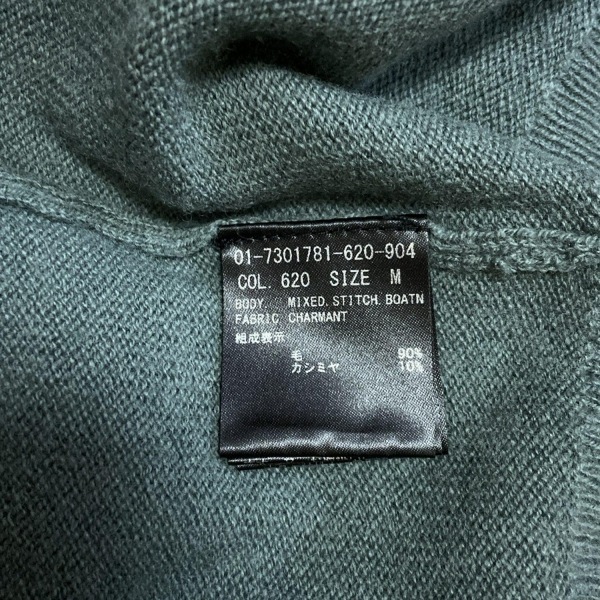 01-7301781-620-904
COL. 620 SIZE M
BODY. MIXED.STITCH.BOATN
FABRIC CHARMANT
組成表示
毛 90%
カシミヤ 10%